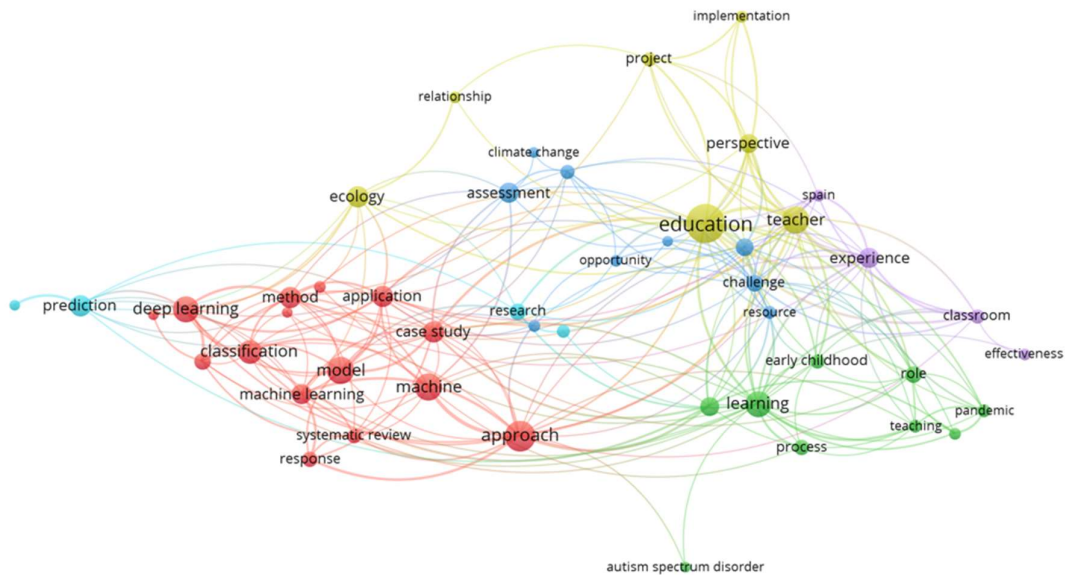 implementation
project
relationship
perspective
climate change
assessment
ecology
spain
education
teacher
experience
opportunity
challenge
prediction
deep learning
method
application
research
resource
classroom
case study
classification
effectiveness
early childhood
model
role
machine learning
machine
learning
pandemic
systematic review
approach
teaching
process
response
autism spectrum disorder